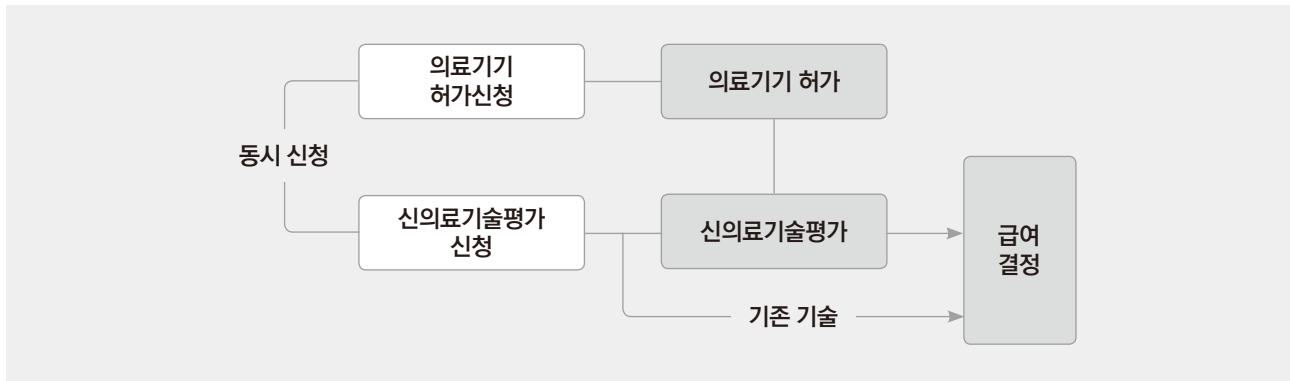 의료기기
허가신청
의료기기 허가
동시 신청
신의료기술평가
신청
신의료기술평가
급여
결정
기존 기술